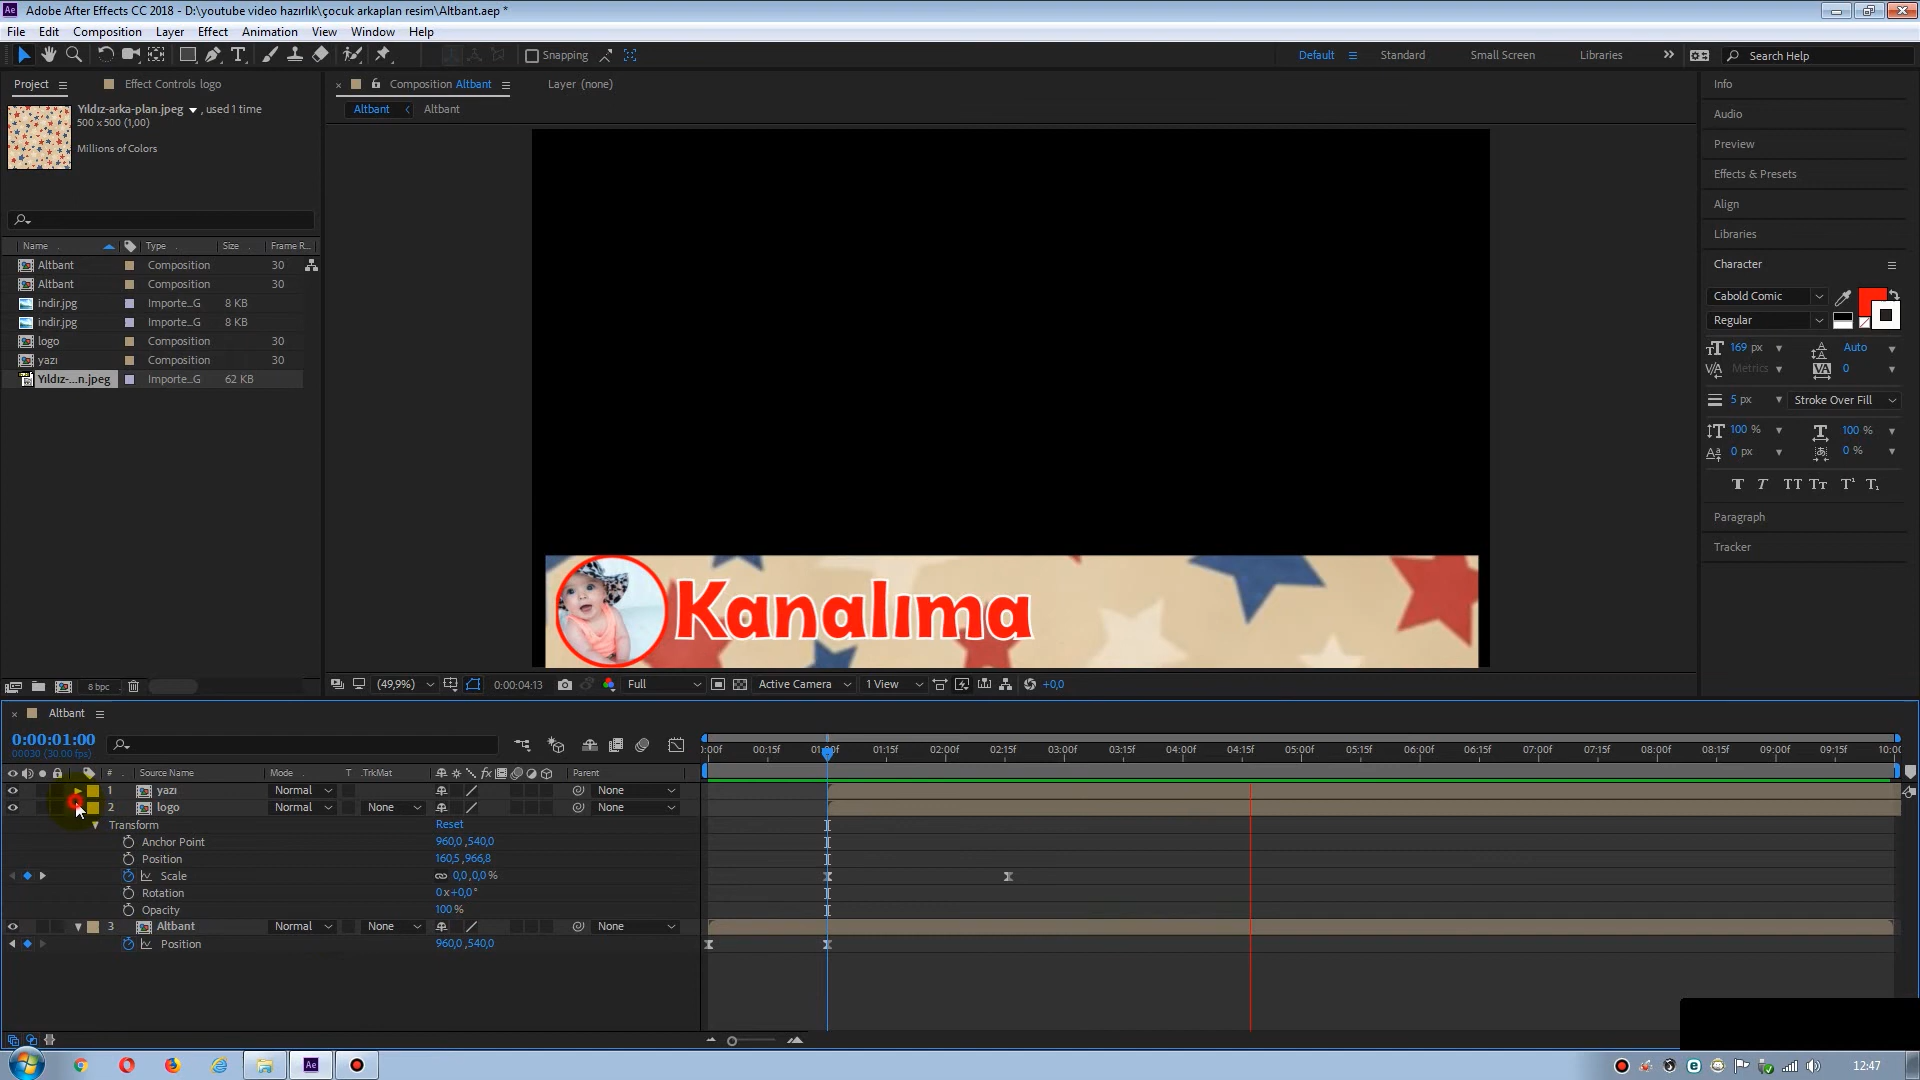 Adobe After Effects CC 2018 - D:\youtube video hazırlık\çocuk arkaplan resim\Altbant.aep *
File Edit Composition Layer Effect Animation View Window Help
Snapping Default Standard Small Screen Libraries Search Help
Project Effect Controls logo
Yıldız-arka-plan.jpeg , used 1 time
500 x 500 (1,00)
Millions of Colors
Name Type Size Frame R...
Altbant Composition 30
Altbant Composition 30
indir.jpg Importe...G 8 KB
indir.jpg Importe...G 8 KB
logo Composition 30
yazı Composition 30
Yıldız-...n.jpeg Importe...G 62 KB
8 bpc
Composition Altbant Layer (none)
Altbant Altbant
Kanalıma
(49,9%) 0:00:04:13 Full Active Camera 1 View +0,0
Info
Audio
Preview
Effects & Presets
Align
Libraries
Character
Cabold Comic
Regular
169 px Auto
Metrics 0
5 px Stroke Over Fill
100 % 100 %
0 px 0 %
T T TT Tт T¹ T₁
Paragraph
Tracker
Altbant
0:00:01:00
00030 (30.00 fps)
0:00f 00:15f 01:00f 01:15f 02:00f 02:15f 03:00f 03:15f 04:00f 04:15f 05:00f 05:15f 06:00f 06:15f 07:00f 07:15f 08:00f 08:15f 09:00f 09:15f 10:00
# Source Name Mode T .TrkMat fx Parent
1 yazı Normal None
2 logo Normal None None
Transform Reset
Anchor Point 960,0 ,540,0
Position 160,5 ,966,8
Scale 0,0 ,0,0 %
Rotation 0 x +0,0 °
Opacity 100 %
3 Altbant Normal None None
Position 960,0 ,540,0
Ae
12:47